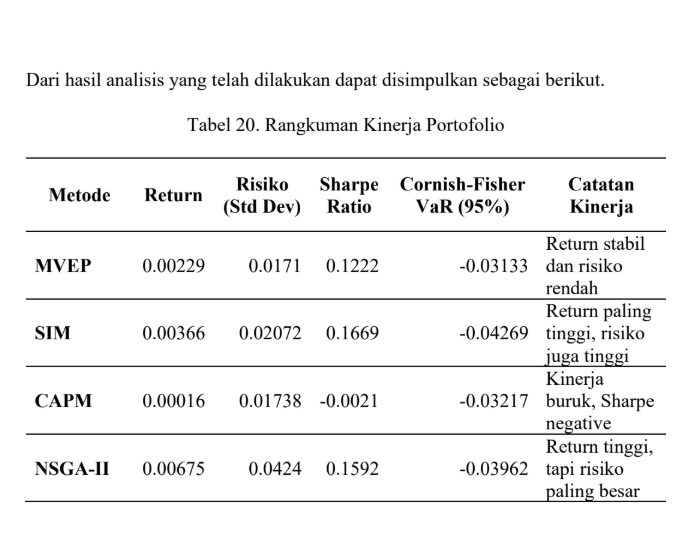 Dari hasil analisis yang telah dilakukan dapat disimpulkan sebagai berikut.
Tabel 20. Rangkuman Kinerja Portofolio
Metode Return Risiko (Std Dev) Sharpe Ratio Cornish-Fisher VaR (95%) Catatan Kinerja
MVEP 0.00229 0.0171 0.1222 -0.03133 Return stabil dan risiko rendah
SIM 0.00366 0.02072 0.1669 -0.04269 Return paling tinggi, risiko juga tinggi
CAPM 0.00016 0.01738 -0.0021 -0.03217 Kinerja buruk, Sharpe negative
NSGA-II 0.00675 0.0424 0.1592 -0.03962 Return tinggi, tapi risiko paling besar